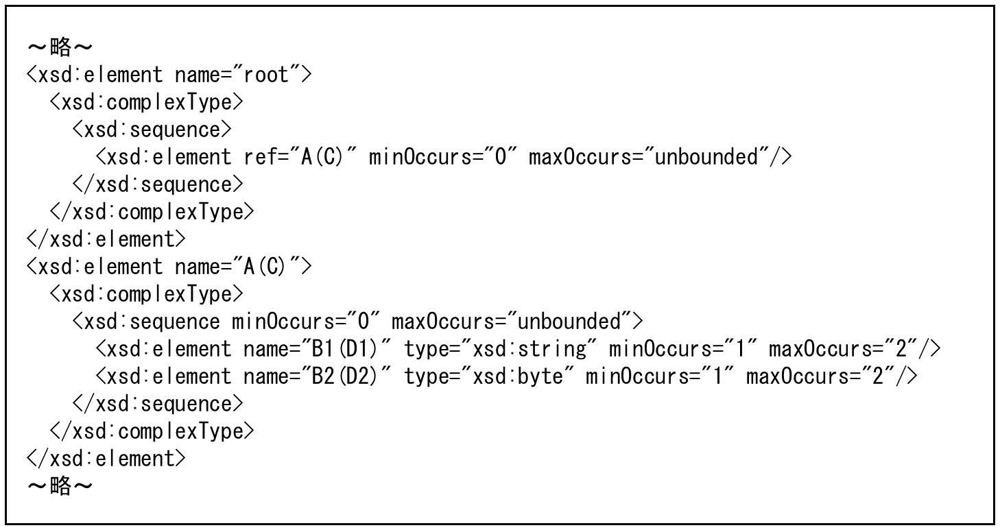 ～略～
<xsd:element name="root">
  <xsd:complexType>
    <xsd:sequence>
      <xsd:element ref="A(C)" minOccurs="0" maxOccurs="unbounded"/>
    </xsd:sequence>
  </xsd:complexType>
</xsd:element>
<xsd:element name="A(C)">
  <xsd:complexType>
    <xsd:sequence minOccurs="0" maxOccurs="unbounded">
      <xsd:element name="B1(D1)" type="xsd:string" minOccurs="1" maxOccurs="2"/>
      <xsd:element name="B2(D2)" type="xsd:byte" minOccurs="1" maxOccurs="2"/>
    </xsd:sequence>
  </xsd:complexType>
</xsd:element>
～略～